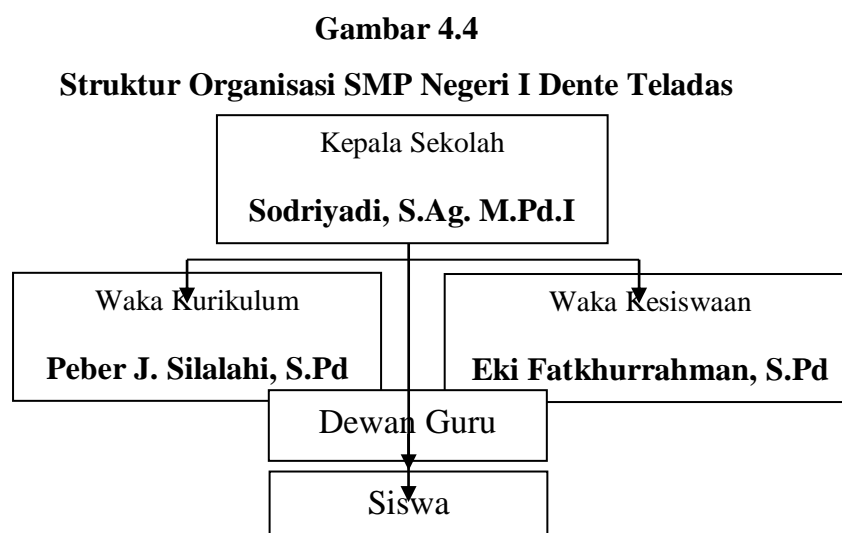 Gambar 4.4
Struktur Organisasi SMP Negeri I Dente Teladas
Kepala Sekolah
Sodriyadi, S.Ag. M.Pd.I
Waka Kurikulum
Peber J. Silalahi, S.Pd
Waka Kesiswaan
Eki Fatkhurrahman, S.Pd
Dewan Guru
Siswa